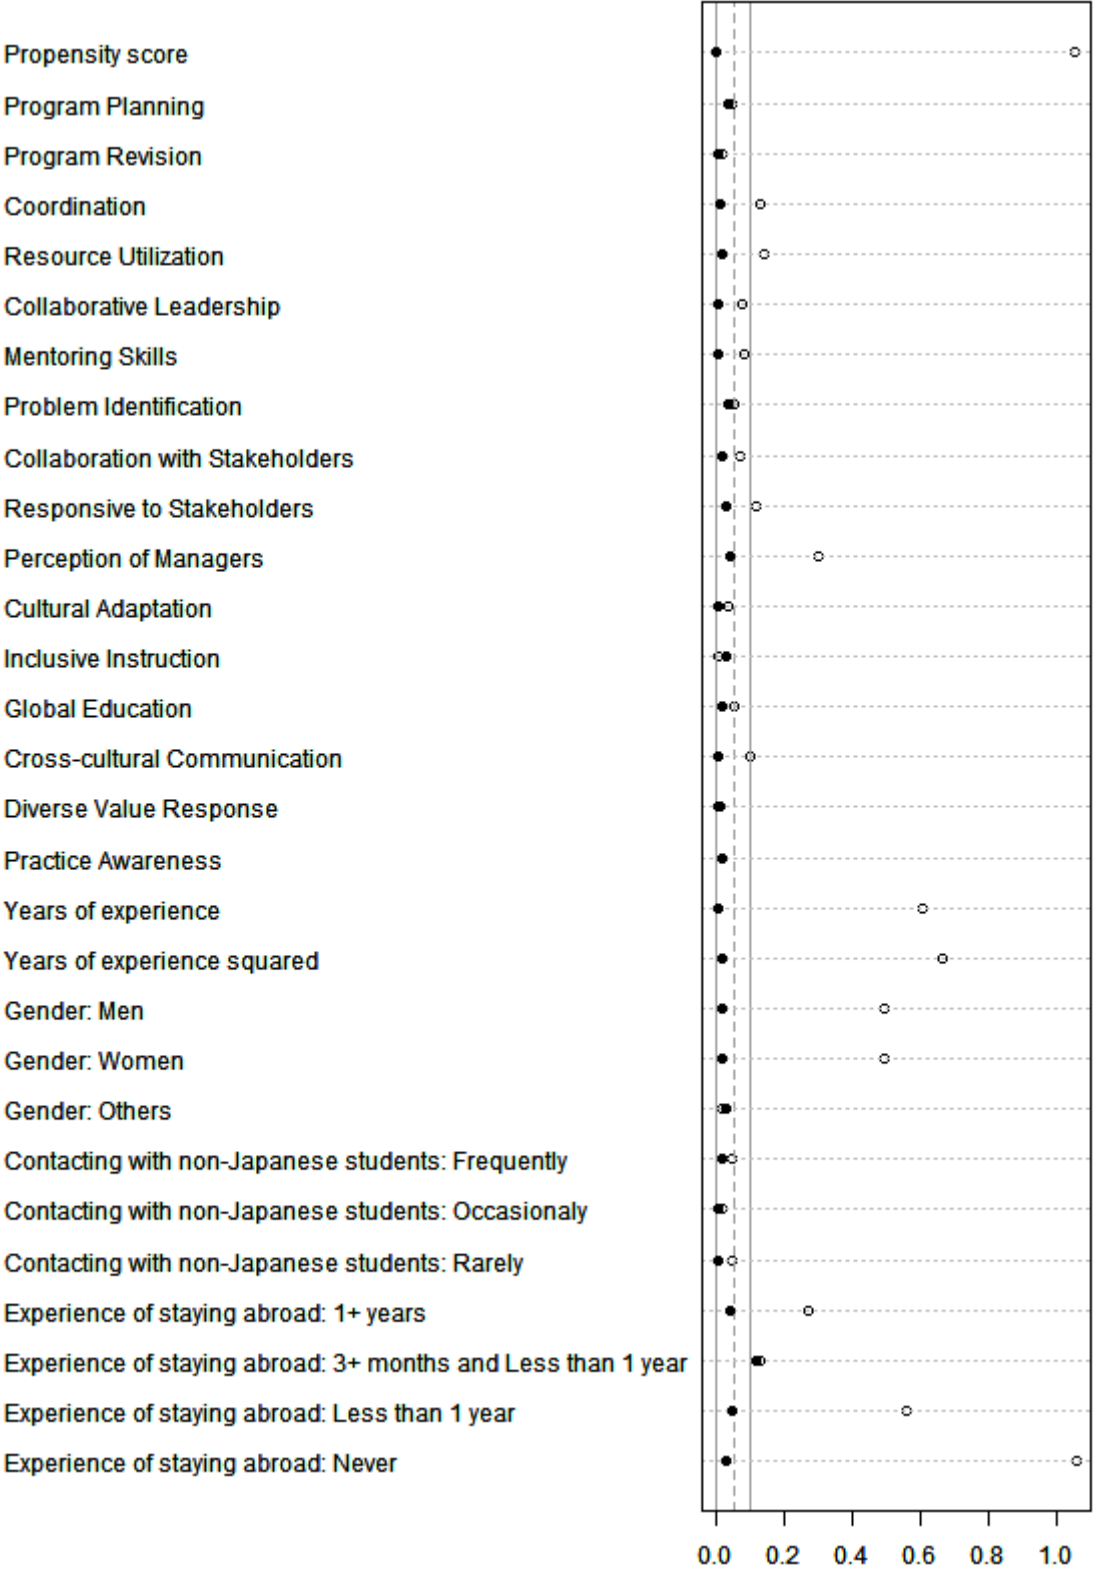 Propensity score
Program Planning
Program Revision
Coordination
Resource Utilization
Collaborative Leadership
Mentoring Skills
Problem Identification
Collaboration with Stakeholders
Responsive to Stakeholders
Perception of Managers
Cultural Adaptation
Inclusive Instruction
Global Education
Cross-cultural Communication
Diverse Value Response
Practice Awareness
Years of experience
Years of experience squared
Gender: Men
Gender: Women
Gender: Others
Contacting with non-Japanese students: Frequently
Contacting with non-Japanese students: Occasionaly
Contacting with non-Japanese students: Rarely
Experience of staying abroad: 1+ years
Experience of staying abroad: 3+ months and Less than 1 year
Experience of staying abroad: Less than 1 year
Experience of staying abroad: Never
0.0 0.2 0.4 0.6 0.8 1.0